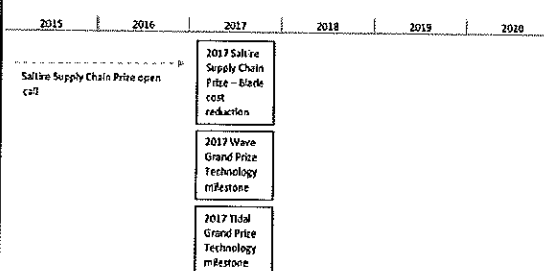 2015 2016 2017 2018 2019 2020
Saltire Supply Chain Prize open
call
2017 Saltire
Supply Chain
Prize – Blade
cost
reduction
2017 Wave
Grand Prize
Technology
milestone
2017 Tidal
Grand Prize
Technology
milestone